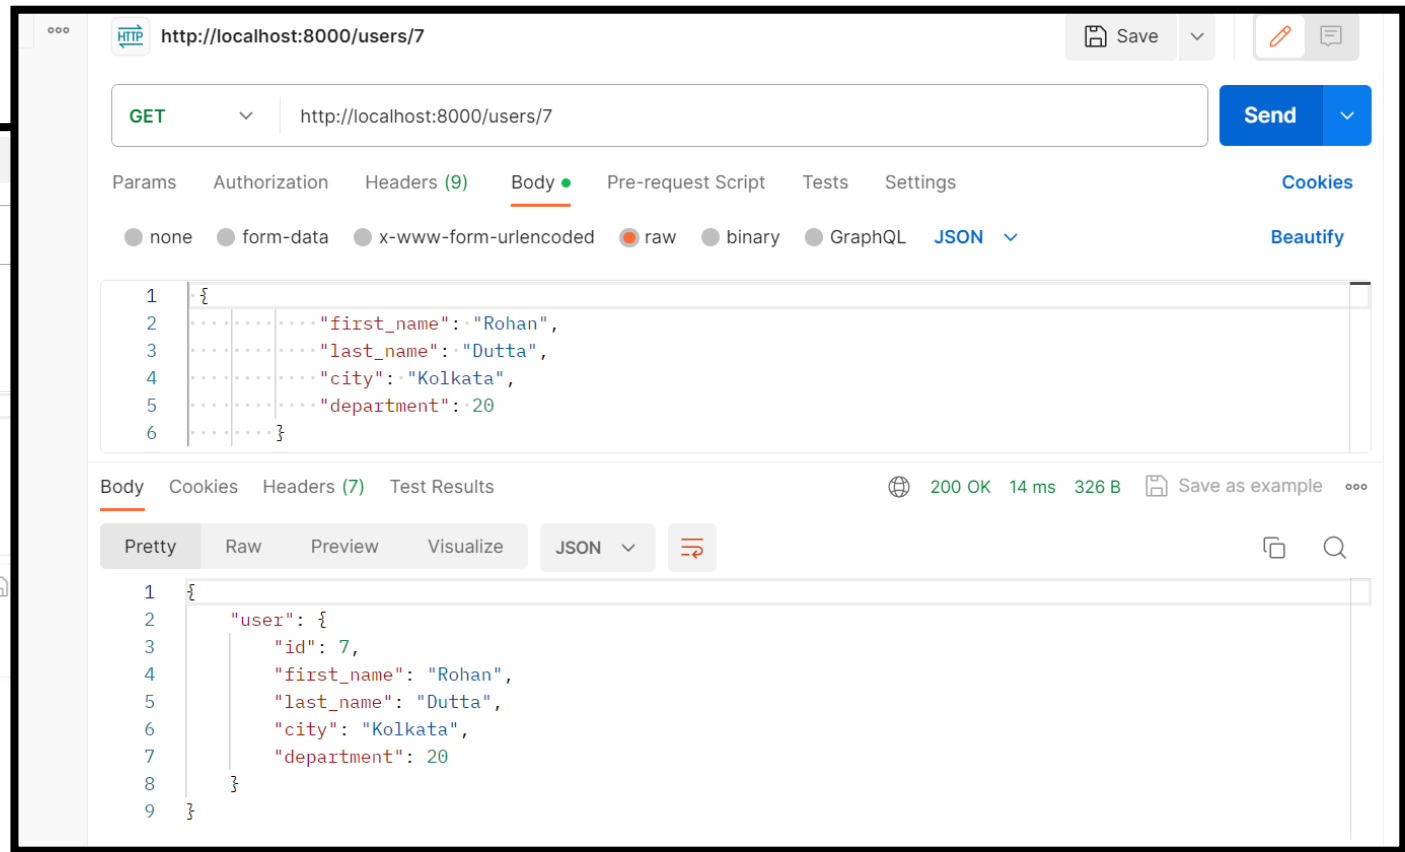 HTTP http://localhost:8000/users/7 Save
GET http://localhost:8000/users/7 Send
Params Authorization Headers (9) Body Pre-request Script Tests Settings Cookies
none form-data x-www-form-urlencoded raw binary GraphQL JSON Beautify
1 {
2 "first_name": "Rohan",
3 "last_name": "Dutta",
4 "city": "Kolkata",
5 "department": 20
6 }
Body Cookies Headers (7) Test Results 200 OK 14 ms 326 B Save as example
Pretty Raw Preview Visualize JSON
1 {
2 "user": {
3 "id": 7,
4 "first_name": "Rohan",
5 "last_name": "Dutta",
6 "city": "Kolkata",
7 "department": 20
8 }
9 }